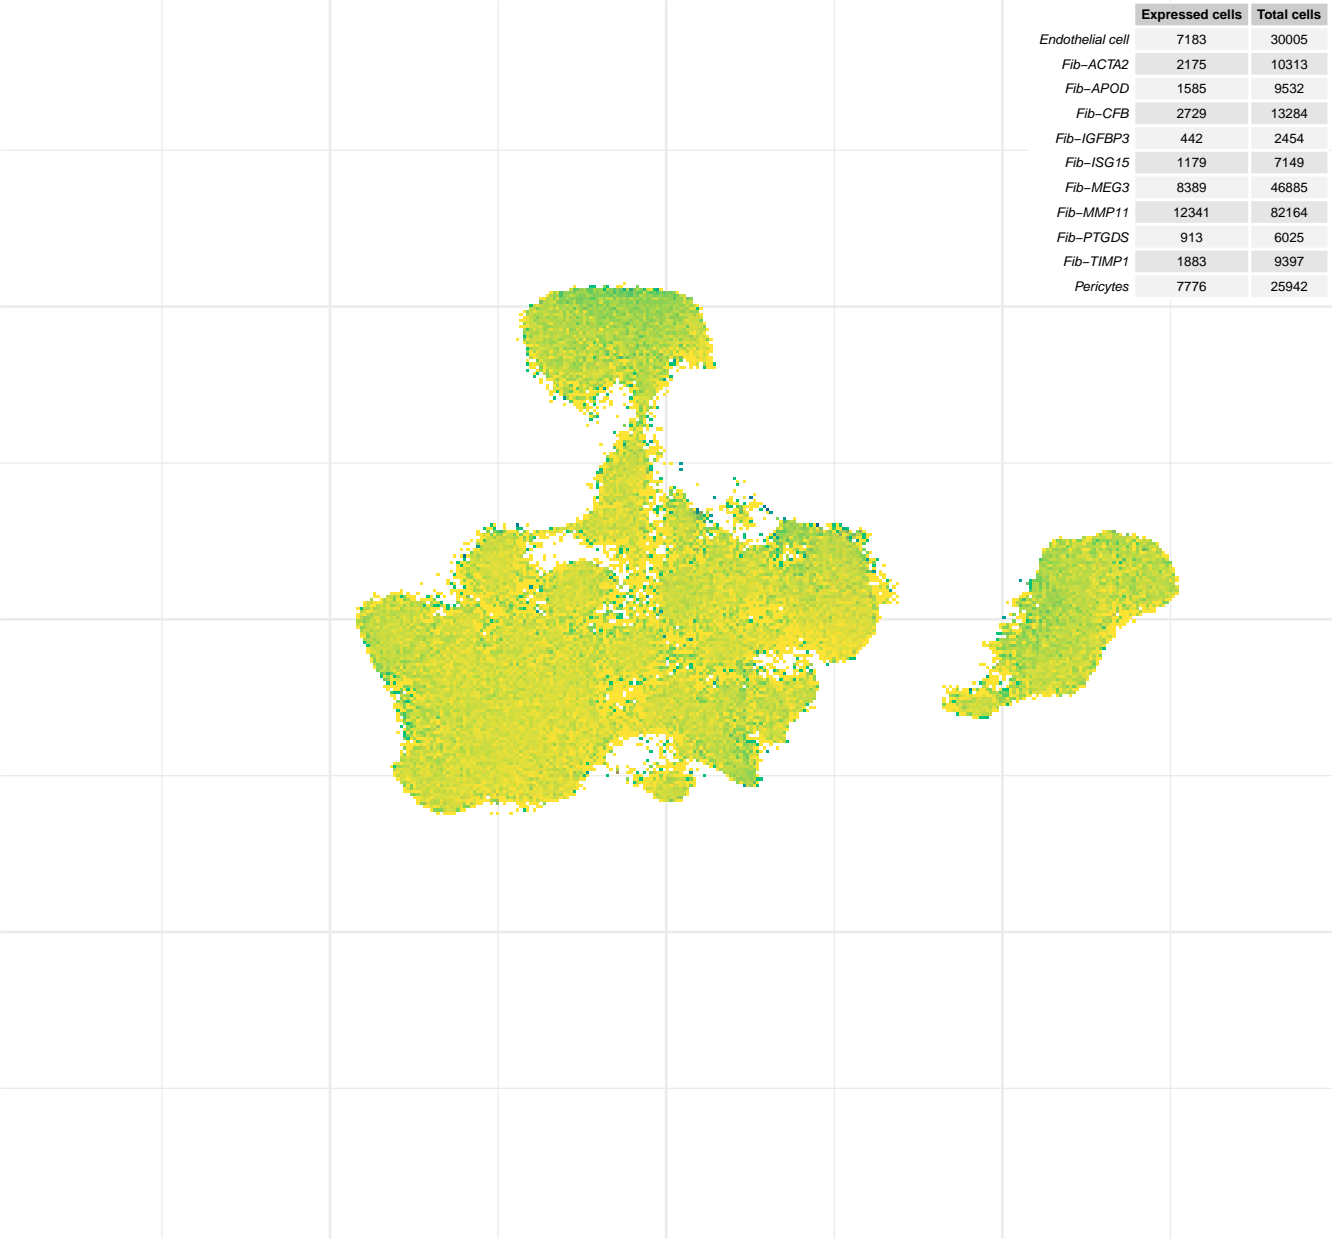 Expressed cells Total cells
Endothelial cell 7183 30005
Fib−ACTA2 2175 10313
Fib−APOD 1585 9532
Fib−CFB 2729 13284
Fib−IGFBP3 442 2454
Fib−ISG15 1179 7149
Fib−MEG3 8389 46885
Fib−MMP11 12341 82164
Fib−PTGDS 913 6025
Fib−TIMP1 1883 9397
Pericytes 7776 25942